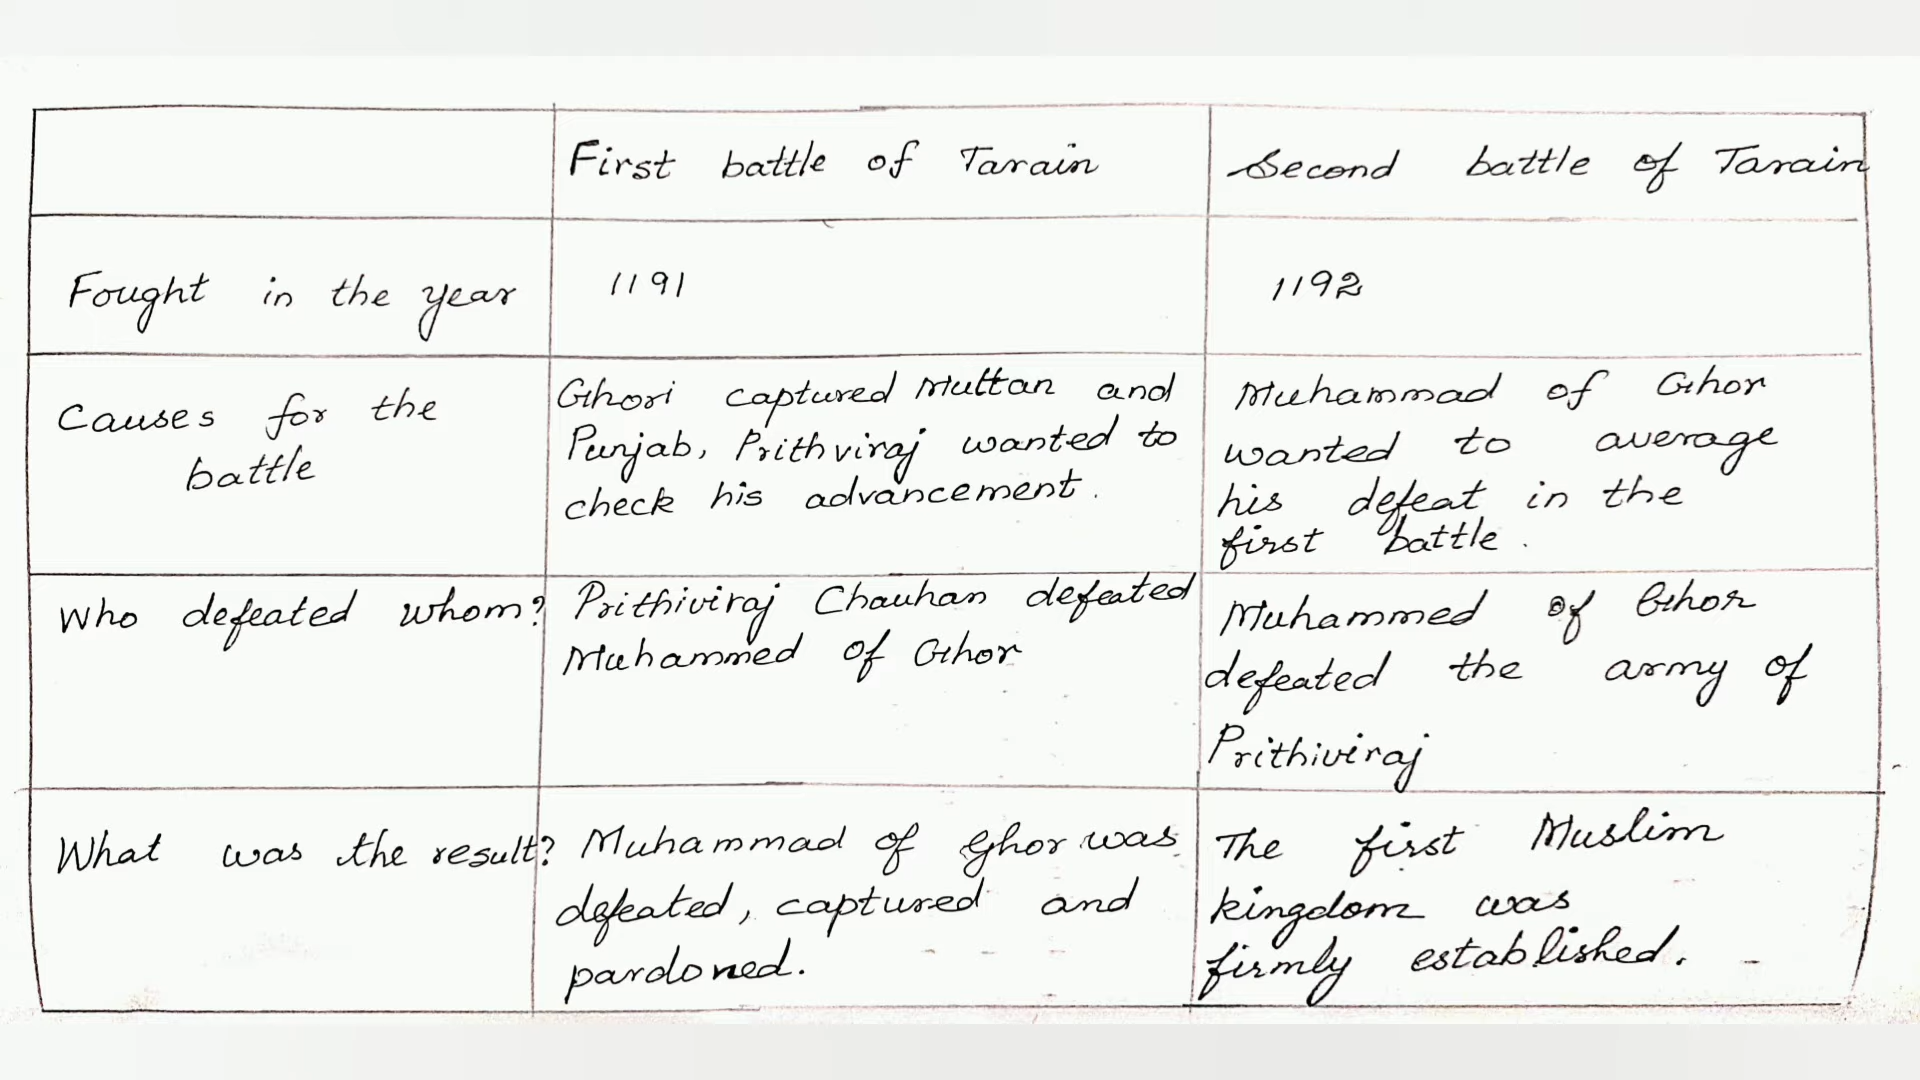 First battle of Tarain
Second battle of Tarain
Fought in the year
1191
1192
Causes for the
battle
Ghori captured Multan and
Punjab, Prithviraj wanted to
check his advancement.
Muhammad of Ghor
wanted to average
his defeat in the
first battle.
Who defeated whom?
Prithiviraj Chauhan defeated
Muhammed of Ghor
Muhammed of Ghor
defeated the army of
Prithiviraj
What was the result?
Muhammad of Ghor was
defeated, captured and
pardoned.
The first Muslim
kingdom was
firmly established.